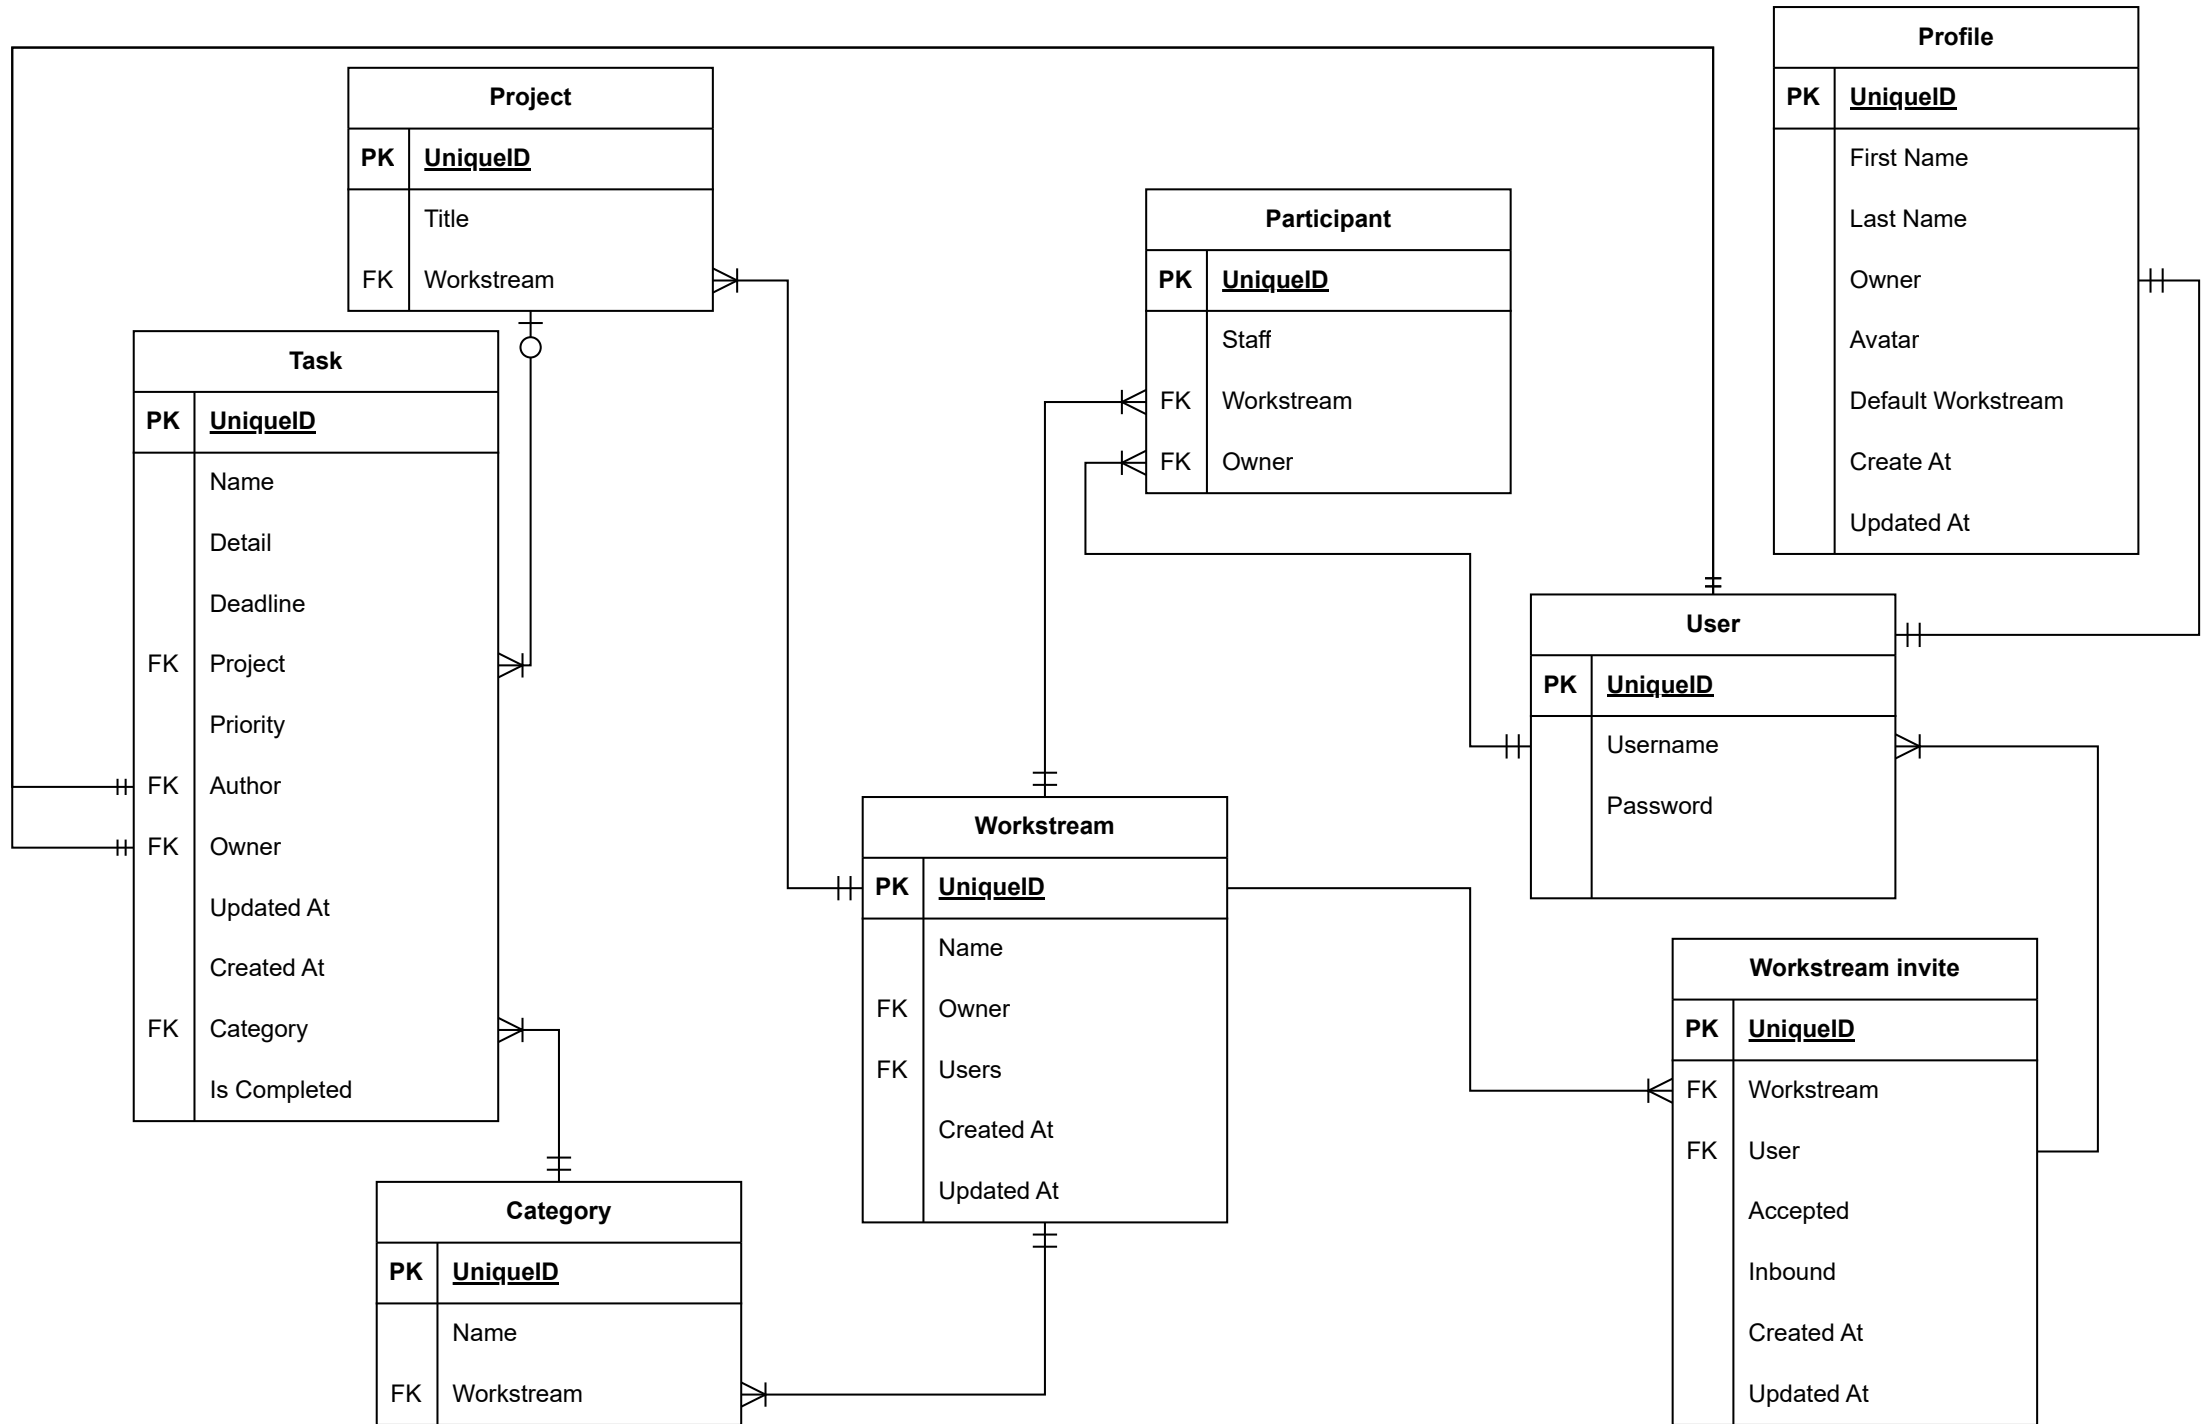 Profile
PK UniqueID
First Name
Last Name
Owner
Avatar
Default Workstream
Create At
Updated At
Project
PK UniqueID
Title
FK Workstream
Participant
PK UniqueID
Staff
FK Workstream
FK Owner
Task
PK UniqueID
Name
Detail
Deadline
FK Project
Priority
FK Author
FK Owner
Updated At
Created At
FK Category
Is Completed
User
PK UniqueID
Username
Password
Workstream
PK UniqueID
Name
FK Owner
FK Users
Created At
Updated At
Workstream invite
PK UniqueID
FK Workstream
FK User
Accepted
Inbound
Created At
Updated At
Category
PK UniqueID
Name
FK Workstream